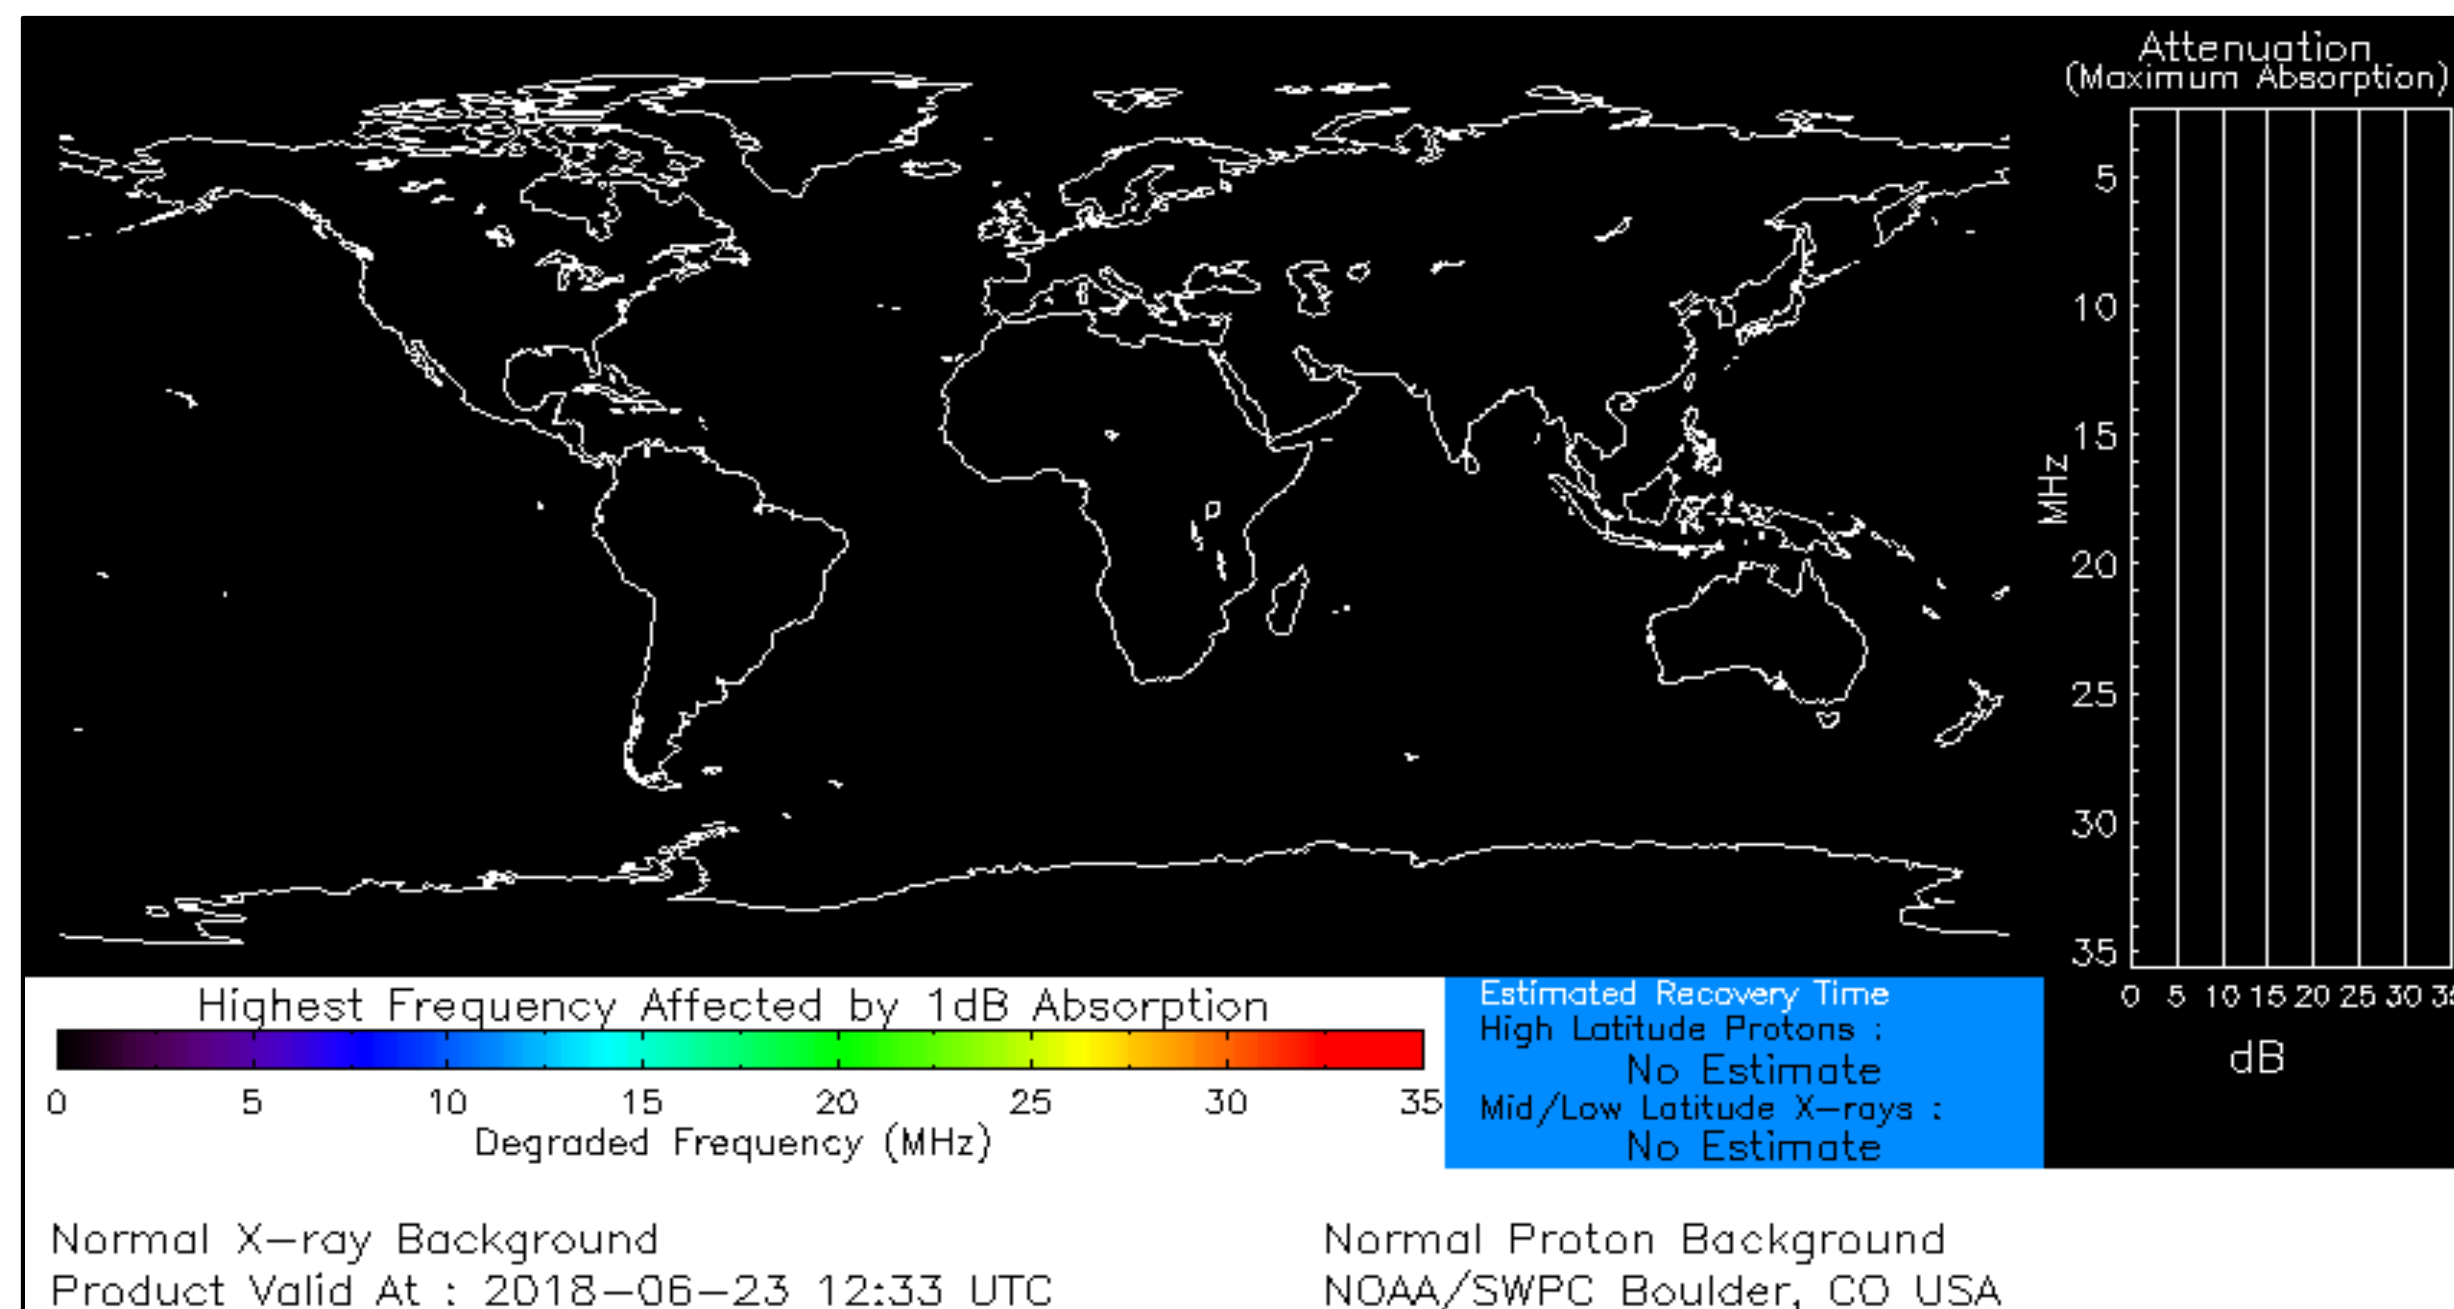 Attenuation
(Maximum Absorption)
5
10
15
20
25
30
35
MHz
0 5 10 15 20 25 30
dB
Highest Frequency Affected by 1dB Absorption
0 5 10 15 20 25 30 35
Degraded Frequency (MHz)
Estimated Recovery Time
High Latitude Protons :
No Estimate
Mid/Low Latitude X-rays :
No Estimate
Normal X-ray Background
Normal Proton Background
Product Valid At : 2018-06-23 12:33 UTC
NOAA/SWPC Boulder, CO USA